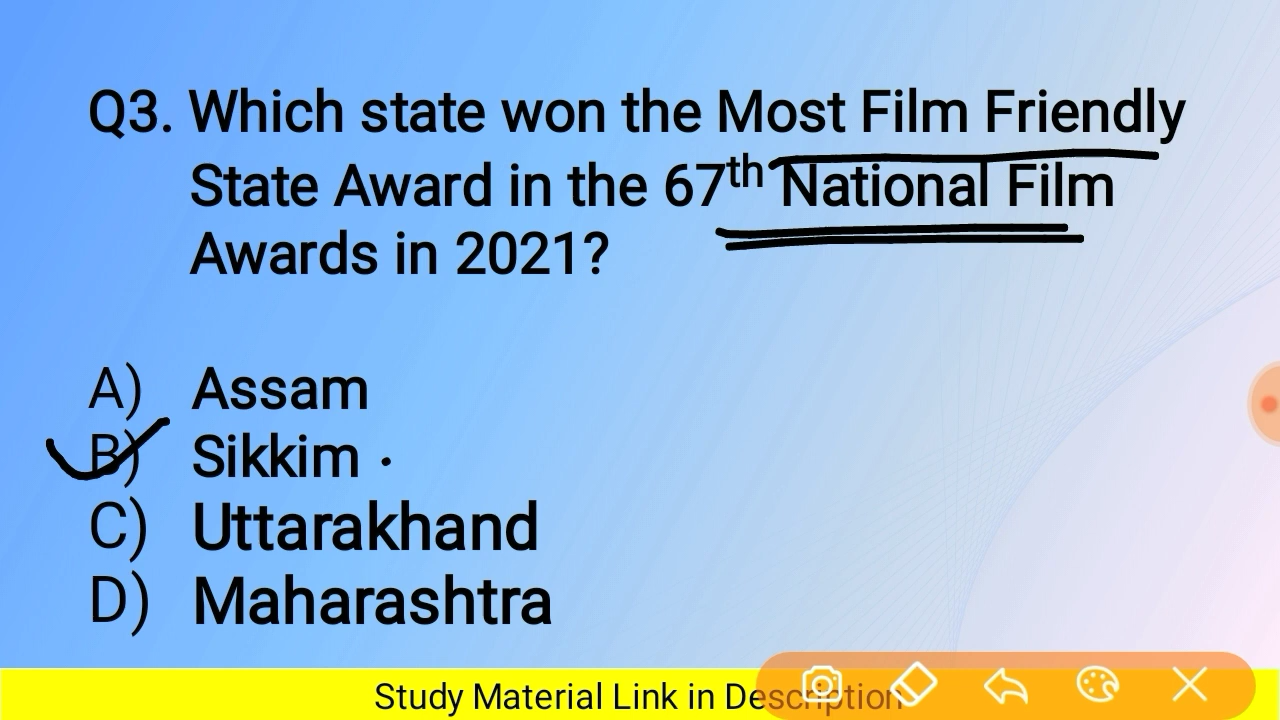 Q3. Which state won the Most Film Friendly
State Award in the 67th National Film
Awards in 2021?
A) Assam
B) Sikkim
C) Uttarakhand
D) Maharashtra
Study Material Link in Description